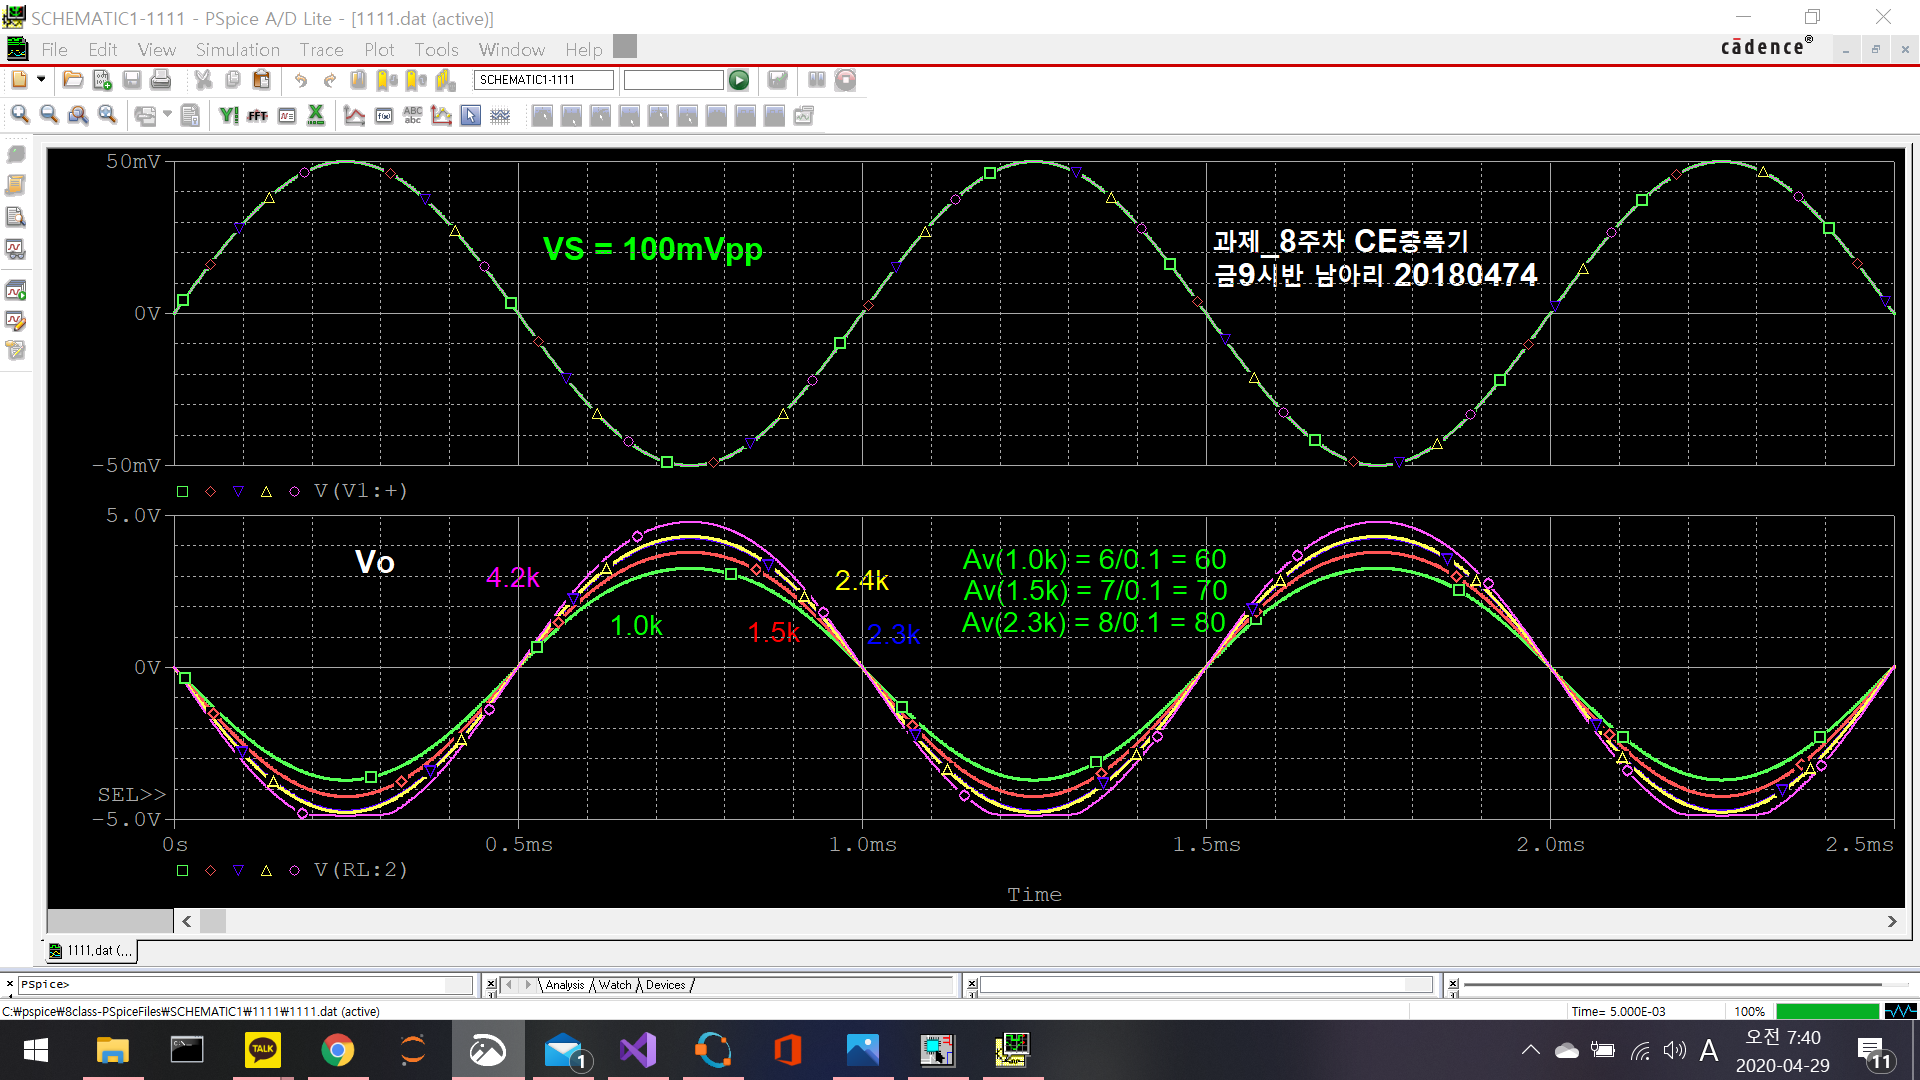 SCHEMATIC1-1111 - PSpice A/D Lite - [1111.dat (active)]
File Edit View Simulation Trace Plot Tools Window Help
cādence®
SCHEMATIC1-1111
FFT
ABC
abc
50mV
VS = 100mVpp
과제_8주차 CE증폭기
금9시반 남아리 20180474
0V
-50mV
V(V1:+)
5.0V
Vo
4.2k
2.4k
1.0k
1.5k
2.3k
Av(1.0k) = 6/0.1 = 60
Av(1.5k) = 7/0.1 = 70
Av(2.3k) = 8/0.1 = 80
0V
SEL>>
-5.0V
0s 0.5ms 1.0ms 1.5ms 2.0ms 2.5ms
V(RL:2)
Time
1111.dat (...
PSpice>
Analysis Watch Devices
C:₩pspice₩8class-PSpiceFiles₩SCHEMATIC1₩1111₩1111.dat (active)
Time= 5.000E-03 100%
TALK
1
A
오전 7:40
2020-04-29
11